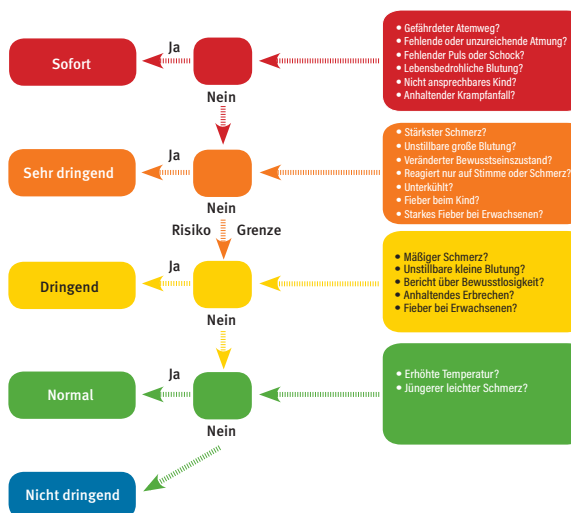 • Gefährdeter Atemweg?
• Fehlende oder unzureichende Atmung?
• Fehlender Puls oder Schock?
• Lebensbedrohliche Blutung?
• Nicht ansprechbares Kind?
• Anhaltender Krampfanfall?
Ja
Sofort
Nein
• Stärkster Schmerz?
• Unstillbare große Blutung?
• Veränderter Bewusstseinszustand?
• Reagiert nur auf Stimme oder Schmerz?
• Unterkühlt?
• Fieber beim Kind?
• Starkes Fieber bei Erwachsenen?
Ja
Sehr dringend
Nein
Risiko Grenze
• Mäßiger Schmerz?
• Unstillbare kleine Blutung?
• Bericht über Bewusstlosigkeit?
• Anhaltendes Erbrechen?
• Fieber bei Erwachsenen?
Ja
Dringend
Nein
• Erhöhte Temperatur?
• Jüngerer leichter Schmerz?
Ja
Normal
Nein
Nicht dringend